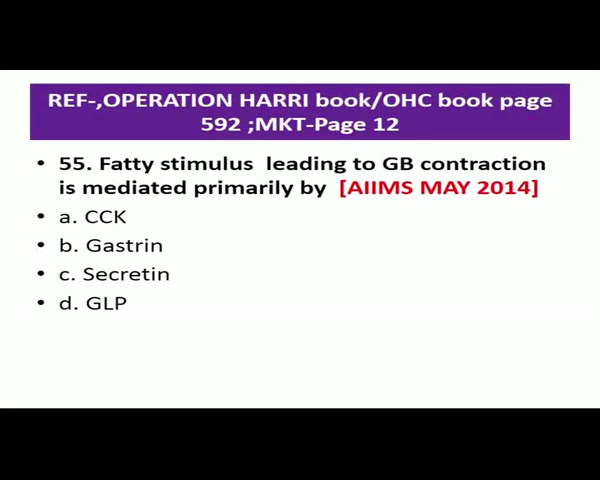 REF-,OPERATION HARRI book/OHC book page
592 ;MKT-Page 12
• 55. Fatty stimulus leading to GB contraction
is mediated primarily by [AIIMS MAY 2014]
• a. CCK
• b. Gastrin
• c. Secretin
• d. GLP